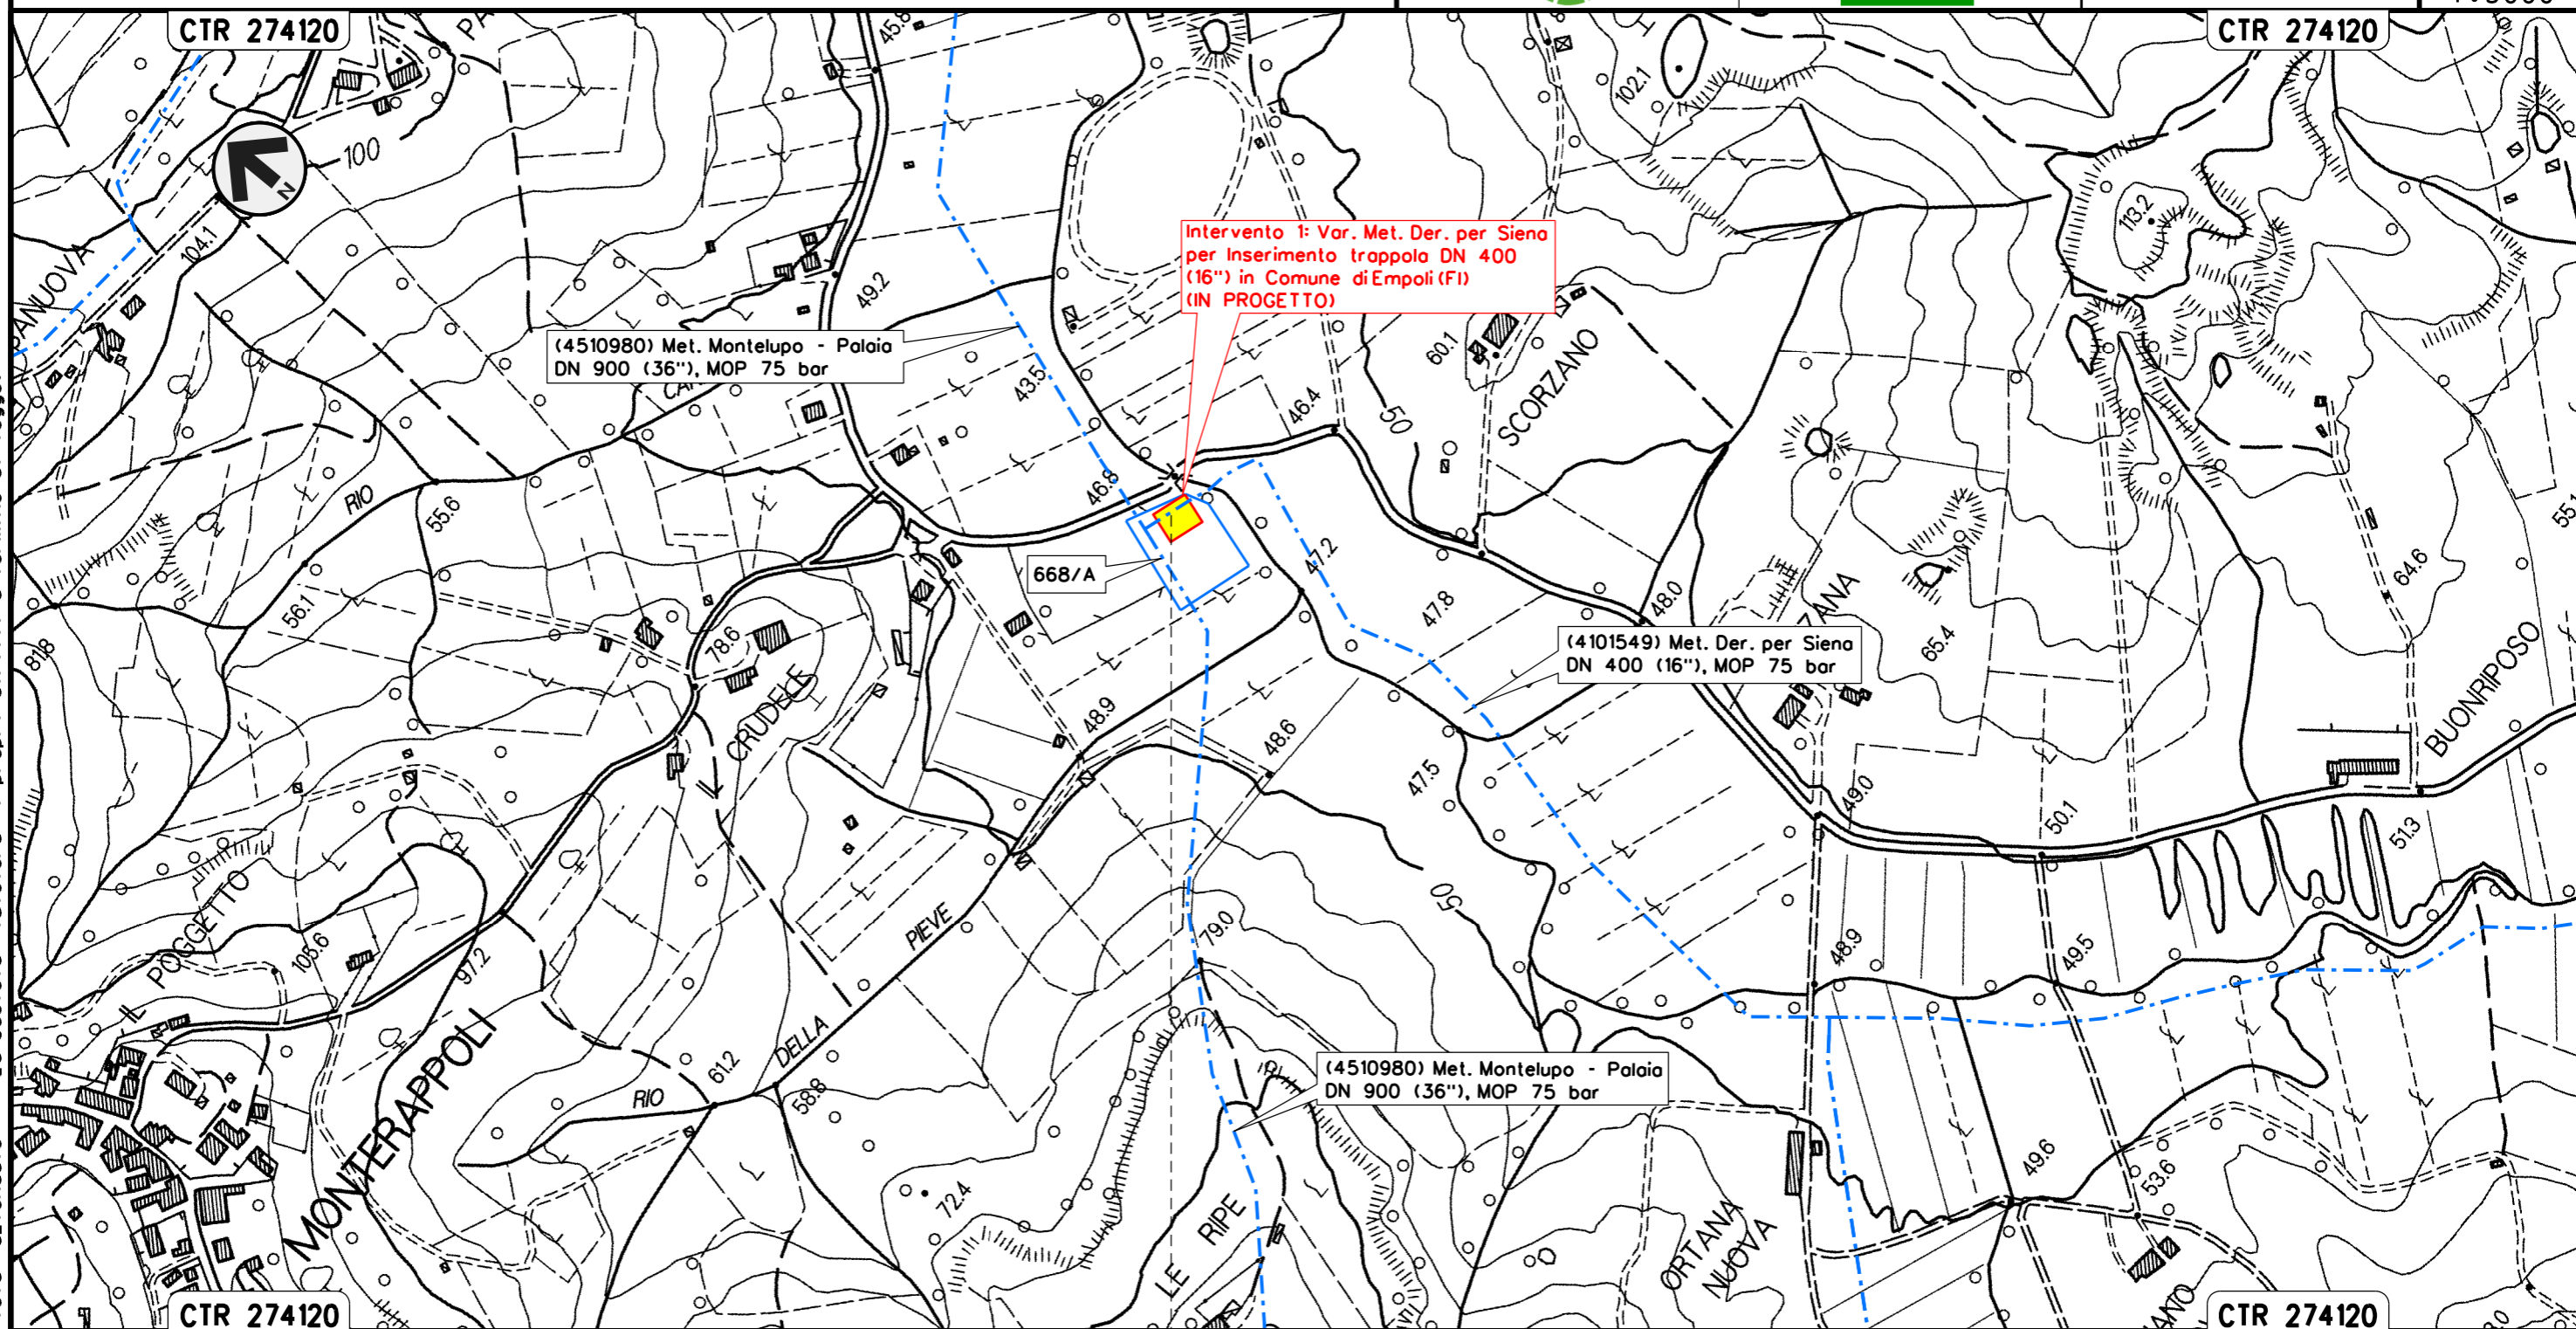 CTR 274120
CTR 274120
45.8
100
102.1
104.1
113.2
49.2
Intervento 1: Var. Met. Der. per Siena
per Inserimento trappola DN 400
(16") in Comune di Empoli (FI)
(IN PROGETTO)
(4510980) Met. Montelupo - Palaia
DN 900 (36"), MOP 75 bar
43.5
46.4
50
60.1
SCORZANO
RIO
55.6
46.8
668/A
47.2
47.8
48.0
65.4
64.6
56.1
78.6
81.8
IL CRUDELE
48.9
48.6
(4101549) Met. Der. per Siena
DN 400 (16"), MOP 75 bar
BUONRIPOSO
47.5
49.0
50.1
51.3
IL POGGETTO
105.6
97.2
PIEVE
50
79.0
48.9
49.5
MONTERAPPOLI
DELLA
RIO
61.2
58.8
(4510980) Met. Montelupo - Palaia
DN 900 (36"), MOP 75 bar
72.4
LE RIPE
ORTANA
NUOVA
49.6
53.6
CTR 274120
CTR 274120